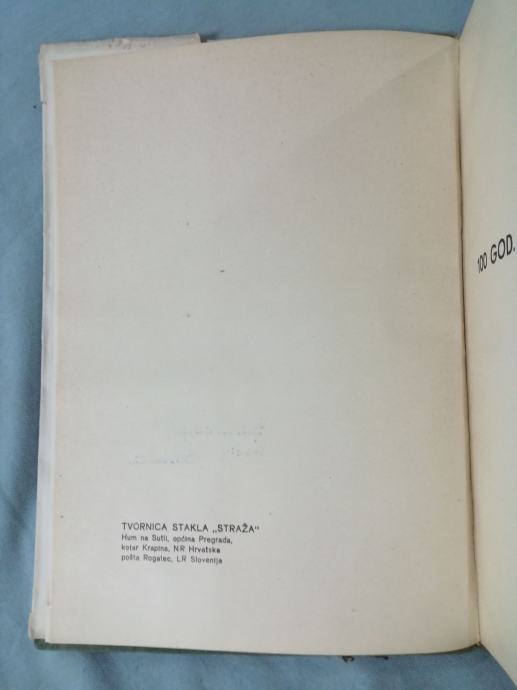 TVORNICA STAKLA „STRAŽA“
Hum na Sutli, općina Pregrada,
kotar Krapina, NR Hrvatska
pošta Rogatec, LR Slovenija
100 GOD.